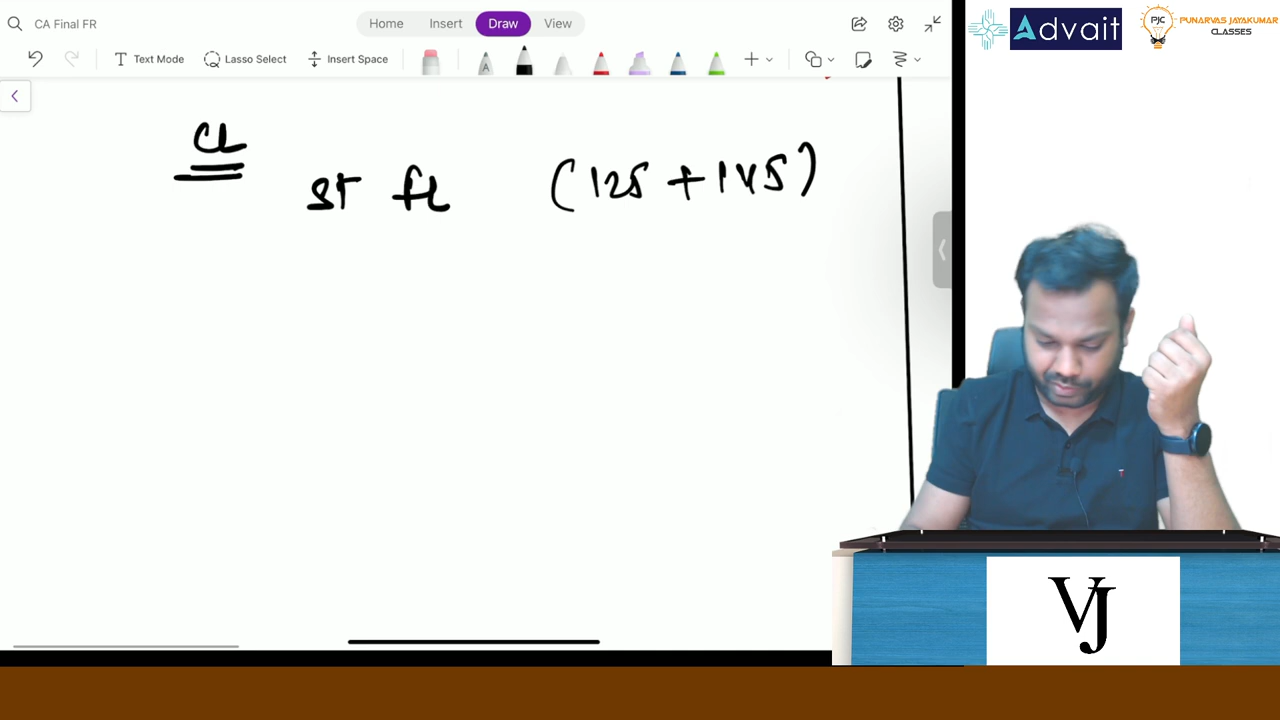 CA Final FR
Home Insert Draw View
Text Mode Lasso Select Insert Space
A
Advait
PJC PUNARVAS JAYAKUMAR
CLASSES
CL
ST FL (125 + 145)
VJ